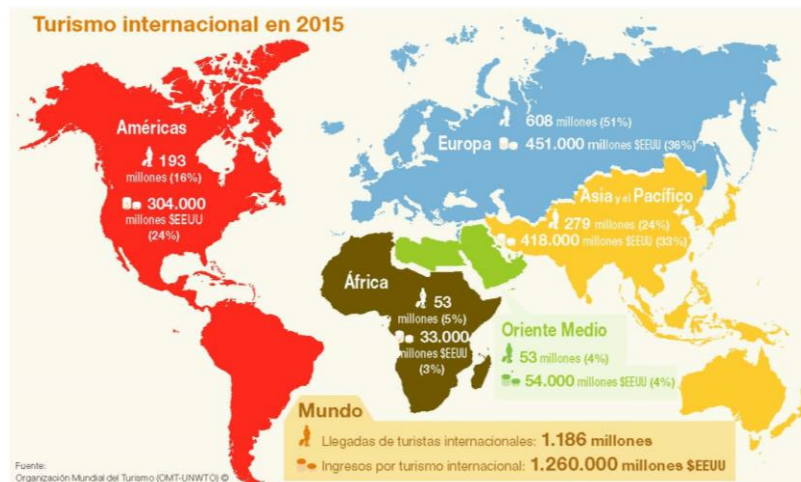 Turismo internacional en 2015
Américas
193
millones (16%)
304.000
millones $EEUU
(24%)
608 millones (51%)
Europa
451.000 millones $EEUU (36%)
Asia y el Pacífico
279 millones (24%)
418.000 millones $EEUU (33%)
África
53
millones (5%)
33.000
millones $EEUU
(3%)
Oriente Medio
53 millones (4%)
54.000 millones $EEUU (4%)
Mundo
Llegadas de turistas internacionales: 1.186 millones
Ingresos por turismo internacional: 1.260.000 millones $EEUU
Fuente:
Organización Mundial del Turismo (OMT-UNWTO) ©